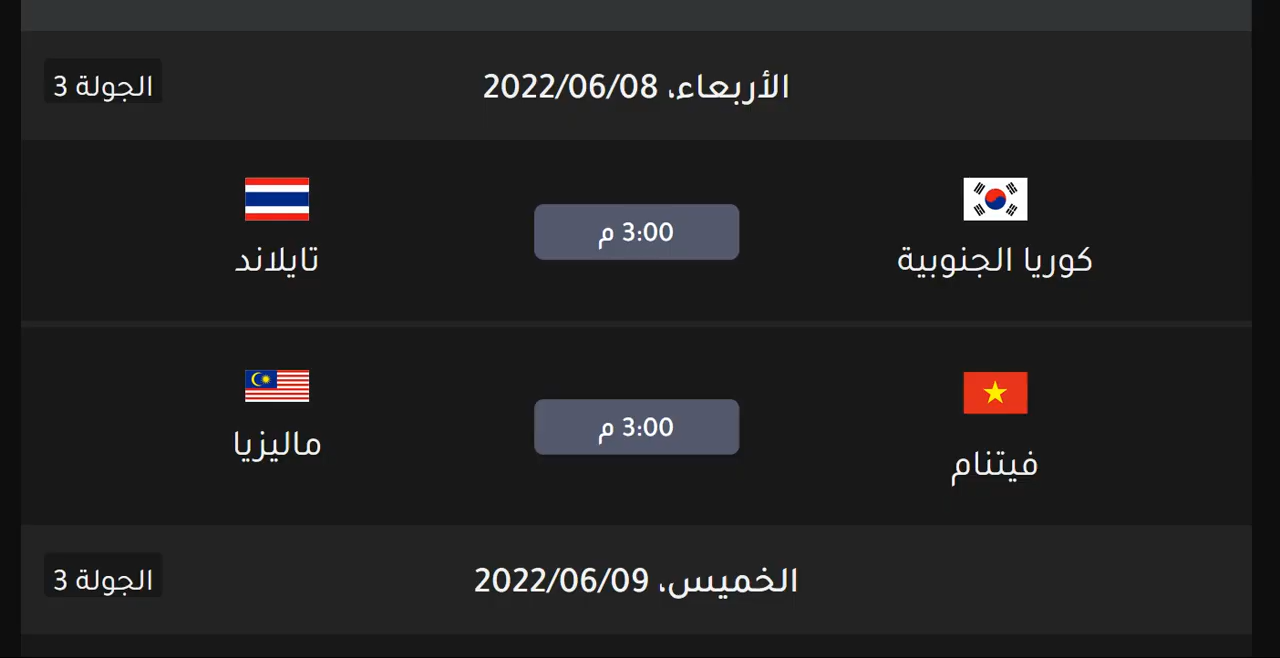 الأربعاء، 2022/06/08
الجولة 3
كوريا الجنوبية
3:00 م
تايلاند
فيتنام
3:00 م
ماليزيا
الخميس، 2022/06/09
الجولة 3